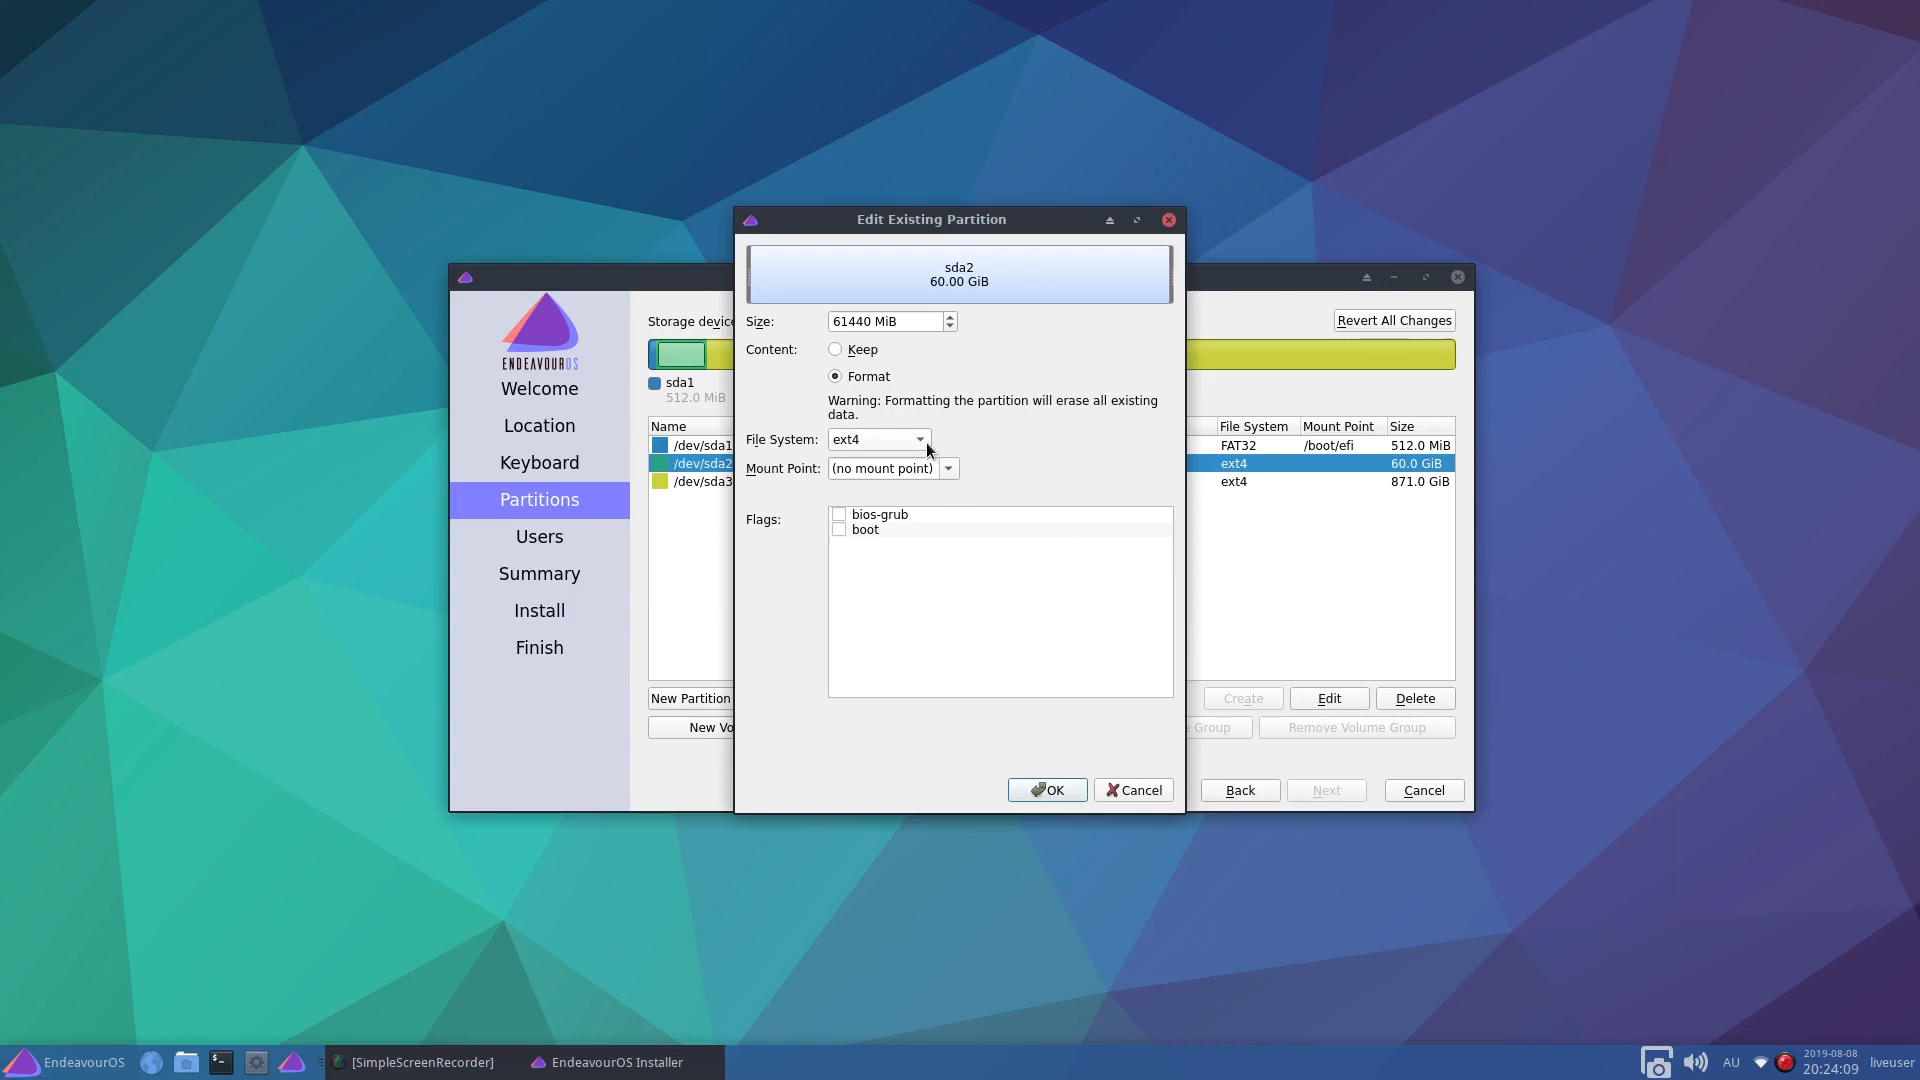 Edit Existing Partition
sda2
60.00 GiB
Size:
61440 MiB
Content:
Keep
Format
Warning: Formatting the partition will erase all existing
data.
File System:
ext4
Mount Point:
(no mount point)
Flags:
bios-grub
boot
OK
Cancel
ENDEAVOUROS
Welcome
Location
Keyboard
Partitions
Users
Summary
Install
Finish
Storage device
Revert All Changes
sda1
512.0 MiB
Name
File System
Mount Point
Size
/dev/sda1
FAT32
/boot/efi
512.0 MiB
/dev/sda2
ext4
60.0 GiB
/dev/sda3
ext4
871.0 GiB
New Partition
Create
Edit
Delete
New Vo
Group
Remove Volume Group
Back
Next
Cancel
EndeavourOS
[SimpleScreenRecorder]
EndeavourOS Installer
AU
2019-08-08
20:24:09
liveuser